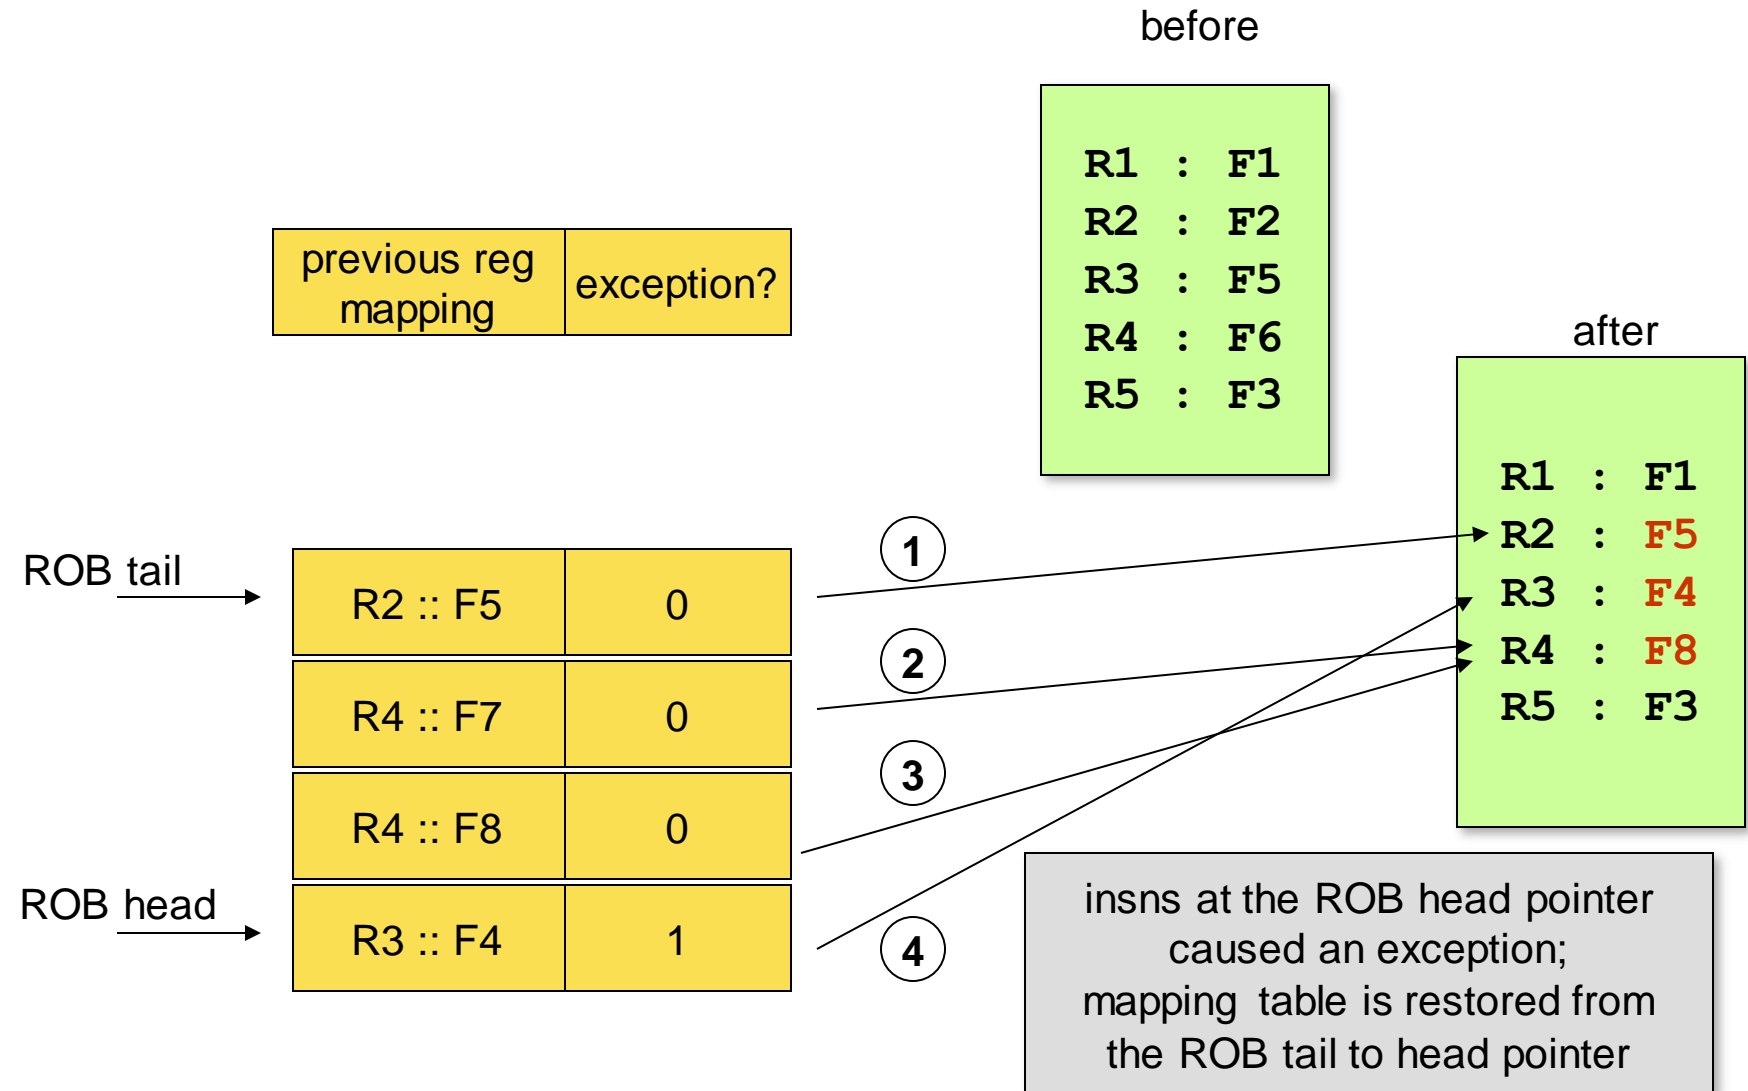 before
R1 : F1
R2 : F2
R3 : F5
R4 : F6
R5 : F3
previous reg
mapping
exception?
after
R1 : F1
R2 : F5
R3 : F4
R4 : F8
R5 : F3
ROB tail
R2 :: F5 0
1
R4 :: F7 0
2
R4 :: F8 0
3
ROB head
R3 :: F4 1
4
insns at the ROB head pointer
caused an exception;
mapping table is restored from
the ROB tail to head pointer